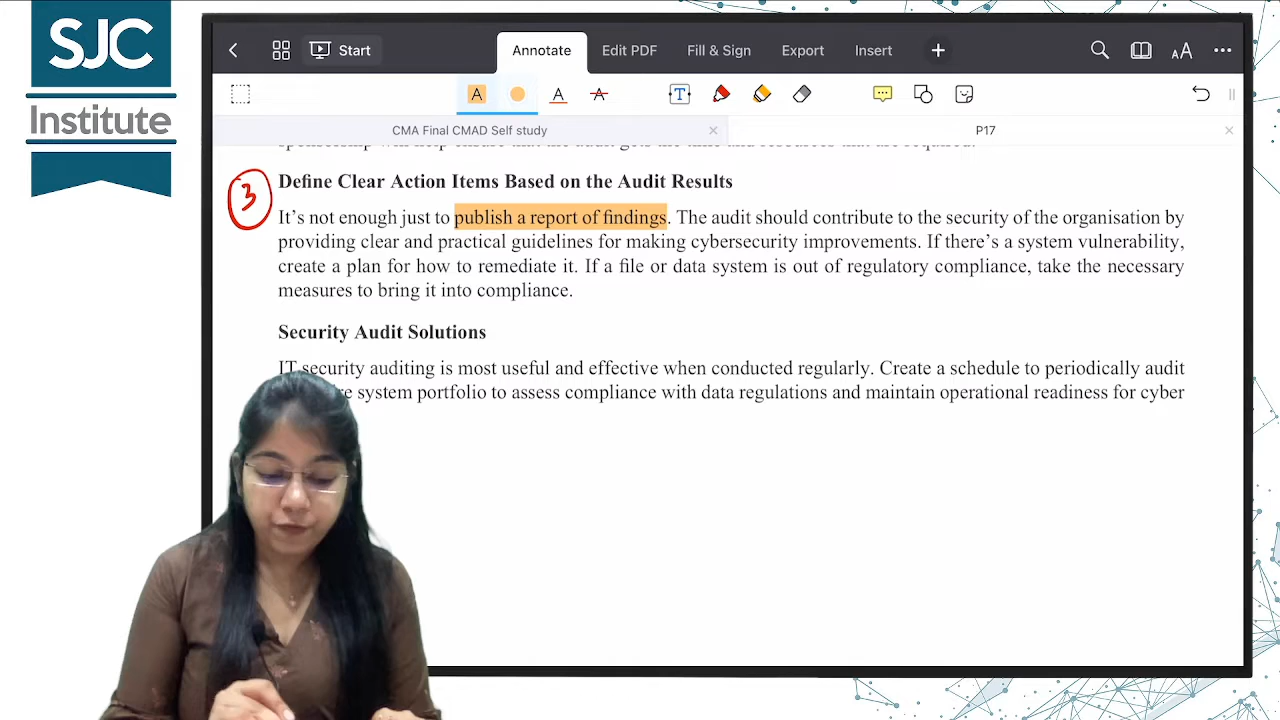 SJC
Institute
Start
Annotate
Edit PDF
Fill & Sign
Export
Insert
CMA Final CMAD Self study
P17
3
Define Clear Action Items Based on the Audit Results
It's not enough just to publish a report of findings. The audit should contribute to the security of the organisation by
providing clear and practical guidelines for making cybersecurity improvements. If there's a system vulnerability,
create a plan for how to remediate it. If a file or data system is out of regulatory compliance, take the necessary
measures to bring it into compliance.
Security Audit Solutions
IT security auditing is most useful and effective when conducted regularly. Create a schedule to periodically audit
system portfolio to assess compliance with data regulations and maintain operational readiness for cyber